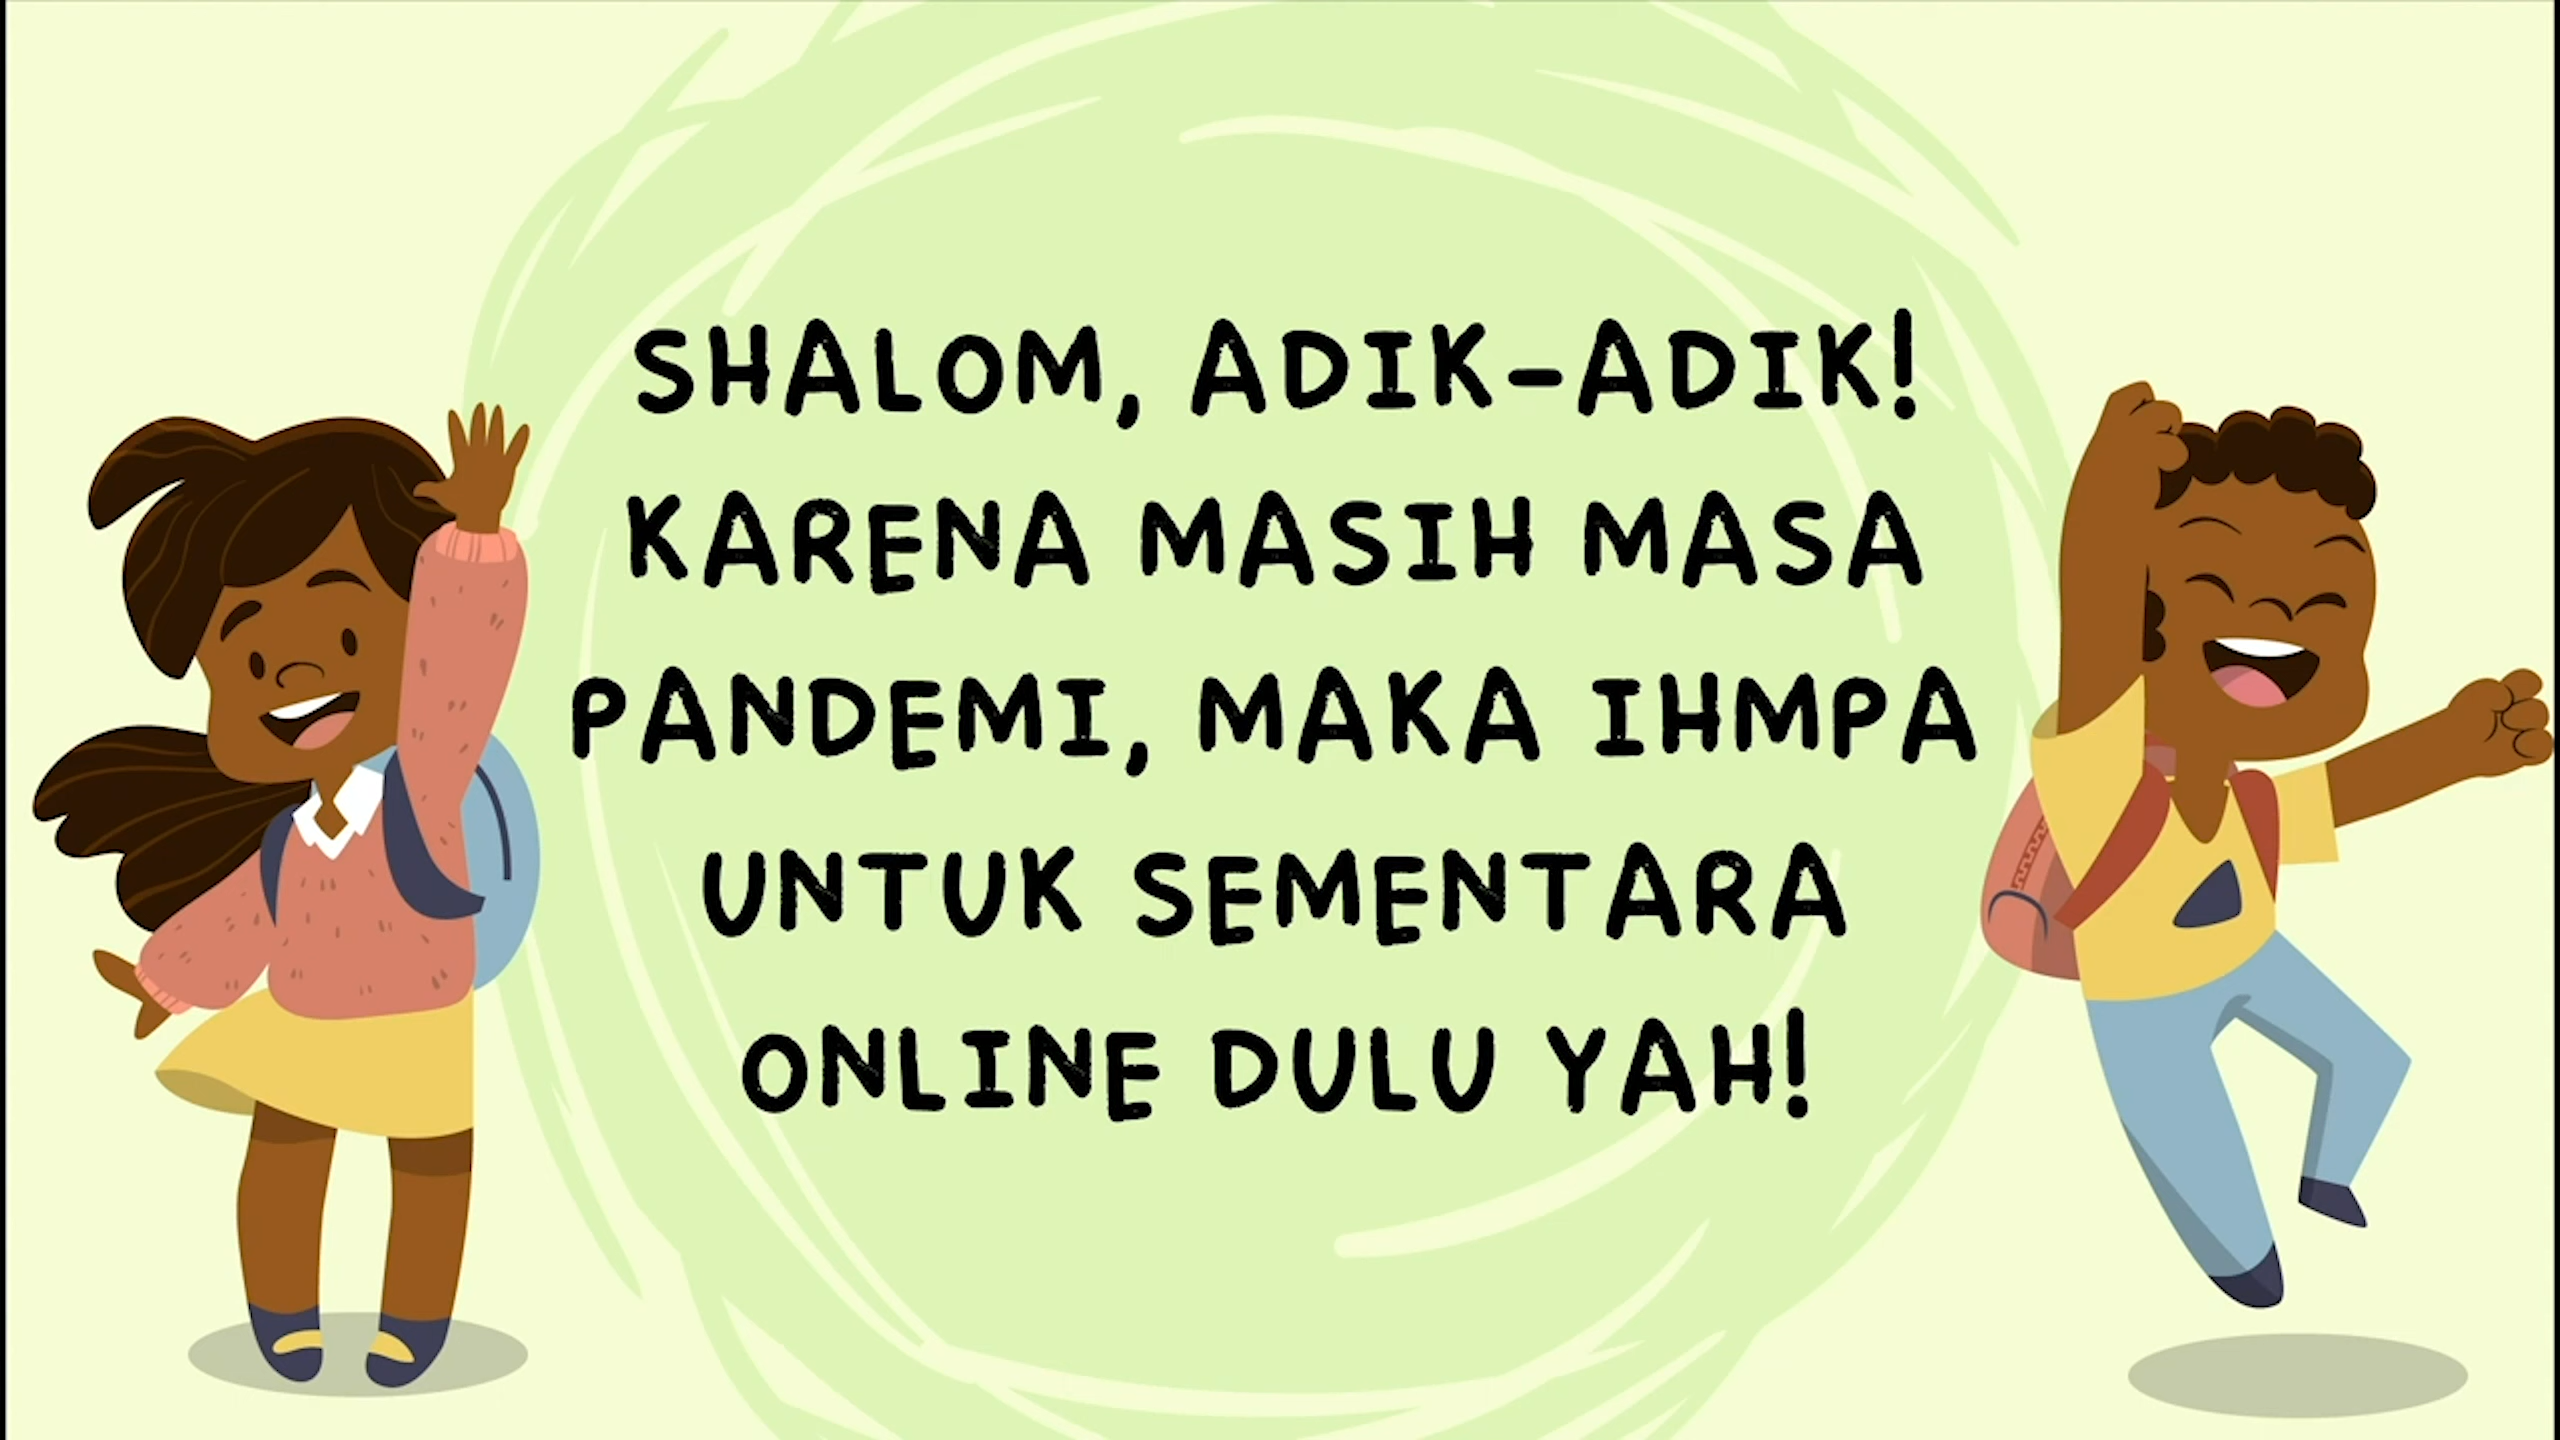 SHALOM, ADIK-ADIK!
KARENA MASIH MASA
PANDEMI, MAKA IHMPA
UNTUK SEMENTARA
ONLINE DULU YAH!